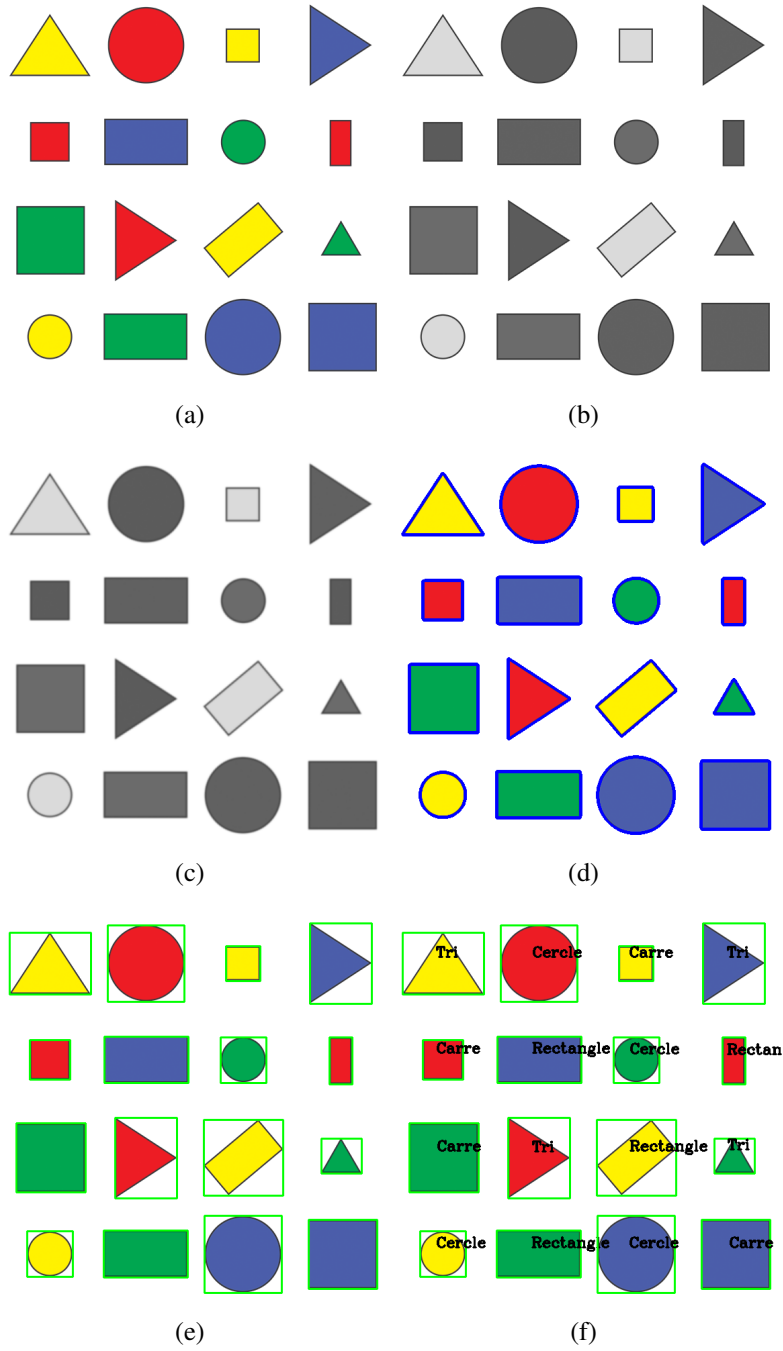 (a) (b)
(c) (d)
Tri Cercle Carre Tri
Carre Rectangle Cercle Rectan
Carre Tri Rectangle Tri
Cercle Rectangle Cercle Carre
(e) (f)